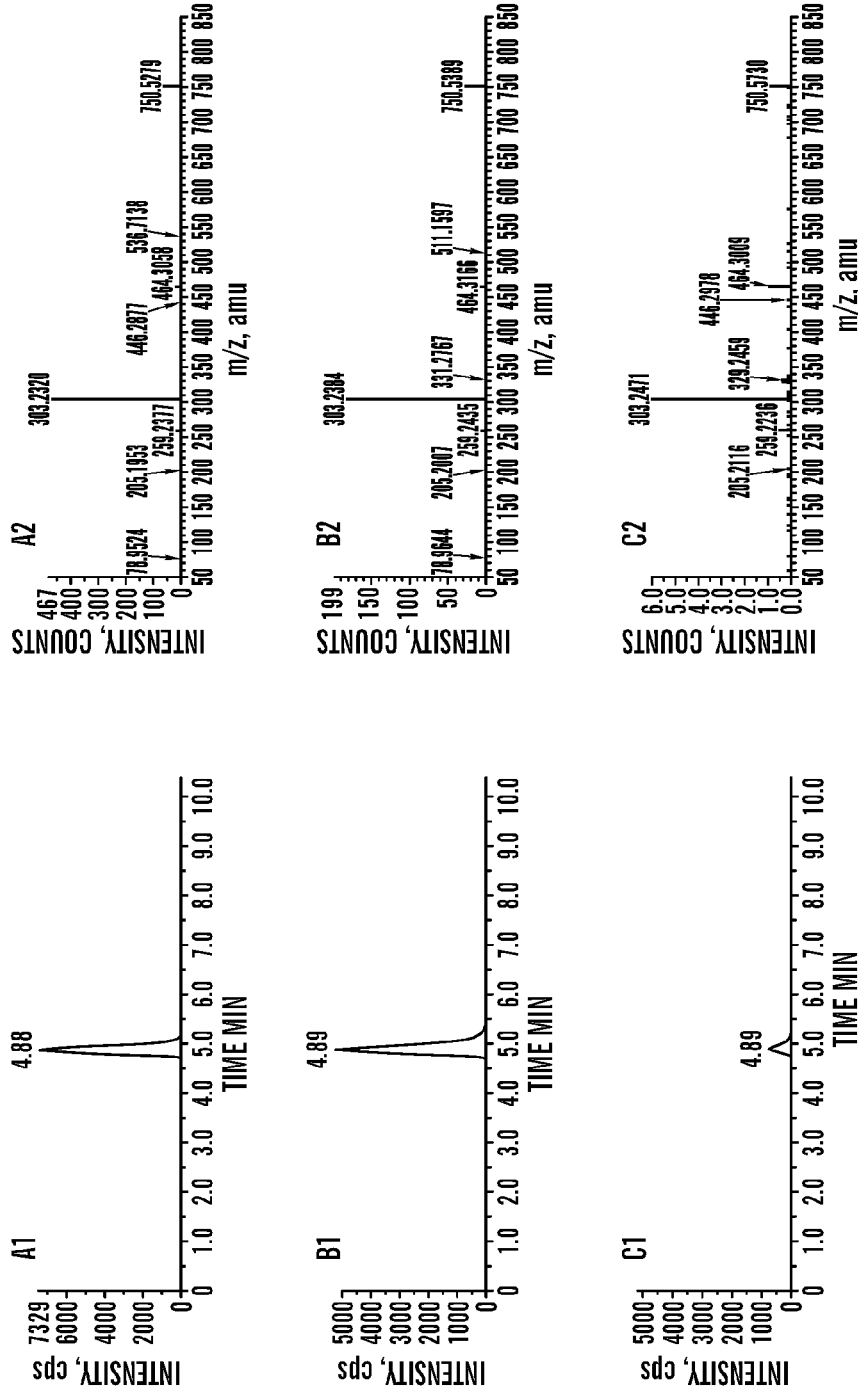 A1
INTENSITY, cps
7329
6000
4000
2000
0
4.88
0 1.0 2.0 3.0 4.0 5.0 6.0 7.0 8.0 9.0 10.0
TIME MIN
A2
INTENSITY, COUNTS
467
400
300
200
100
0
78.9524
205.1953
259.2377
303.2320
446.2877
464.3058
536.7138
750.5279
50 100 150 200 250 300 350 400 450 500 550 600 650 700 750 800 850
m/z, amu
B1
INTENSITY, cps
5000
4000
3000
2000
1000
0
4.89
0 1.0 2.0 3.0 4.0 5.0 6.0 7.0 8.0 9.0 10.0
TIME MIN
B2
INTENSITY, COUNTS
199
150
100
50
0
78.9644
205.2007
259.2435
303.2384
331.2767
464.3166
511.1597
750.5389
50 100 150 200 250 300 350 400 450 500 550 600 650 700 750 800 850
m/z, amu
C1
INTENSITY, cps
5000
4000
3000
2000
1000
0
4.89
0 1.0 2.0 3.0 4.0 5.0 6.0 7.0 8.0 9.0 10.0
TIME MIN
C2
INTENSITY, COUNTS
6.0
5.0
4.0
3.0
2.0
1.0
0.0
205.2116
259.2236
303.2471
329.2459
446.2978
464.3009
750.5730
50 100 150 200 250 300 350 400 450 500 550 600 650 700 750 800 850
m/z, amu